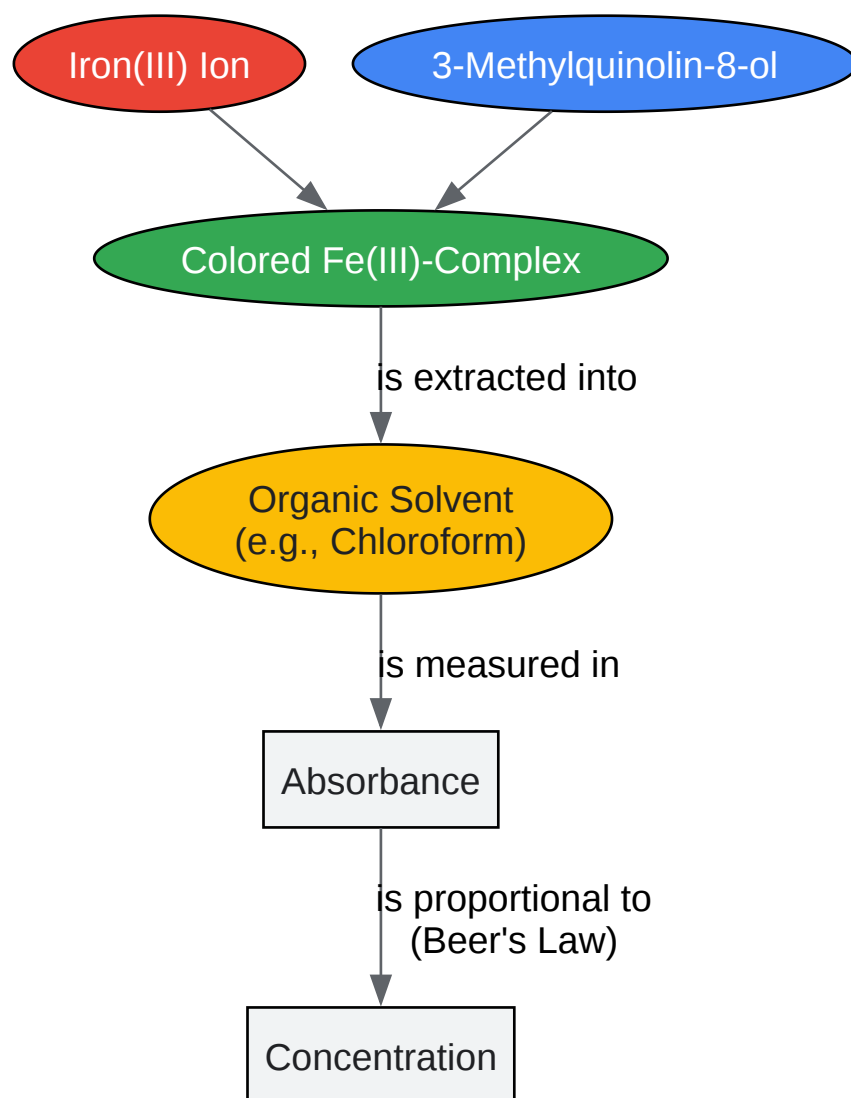 Iron(III) Ion
3-Methylquinolin-8-ol
Colored Fe(III)-Complex
is extracted into
Organic Solvent
(e.g., Chloroform)
is measured in
Absorbance
is proportional to
(Beer's Law)
Concentration